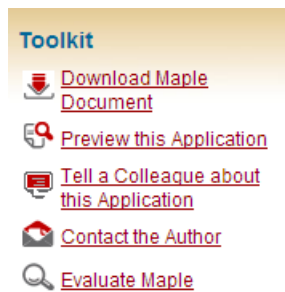 Toolkit
Download Maple
Document
Preview this Application
Tell a Colleague about
this Application
Contact the Author
Evaluate Maple